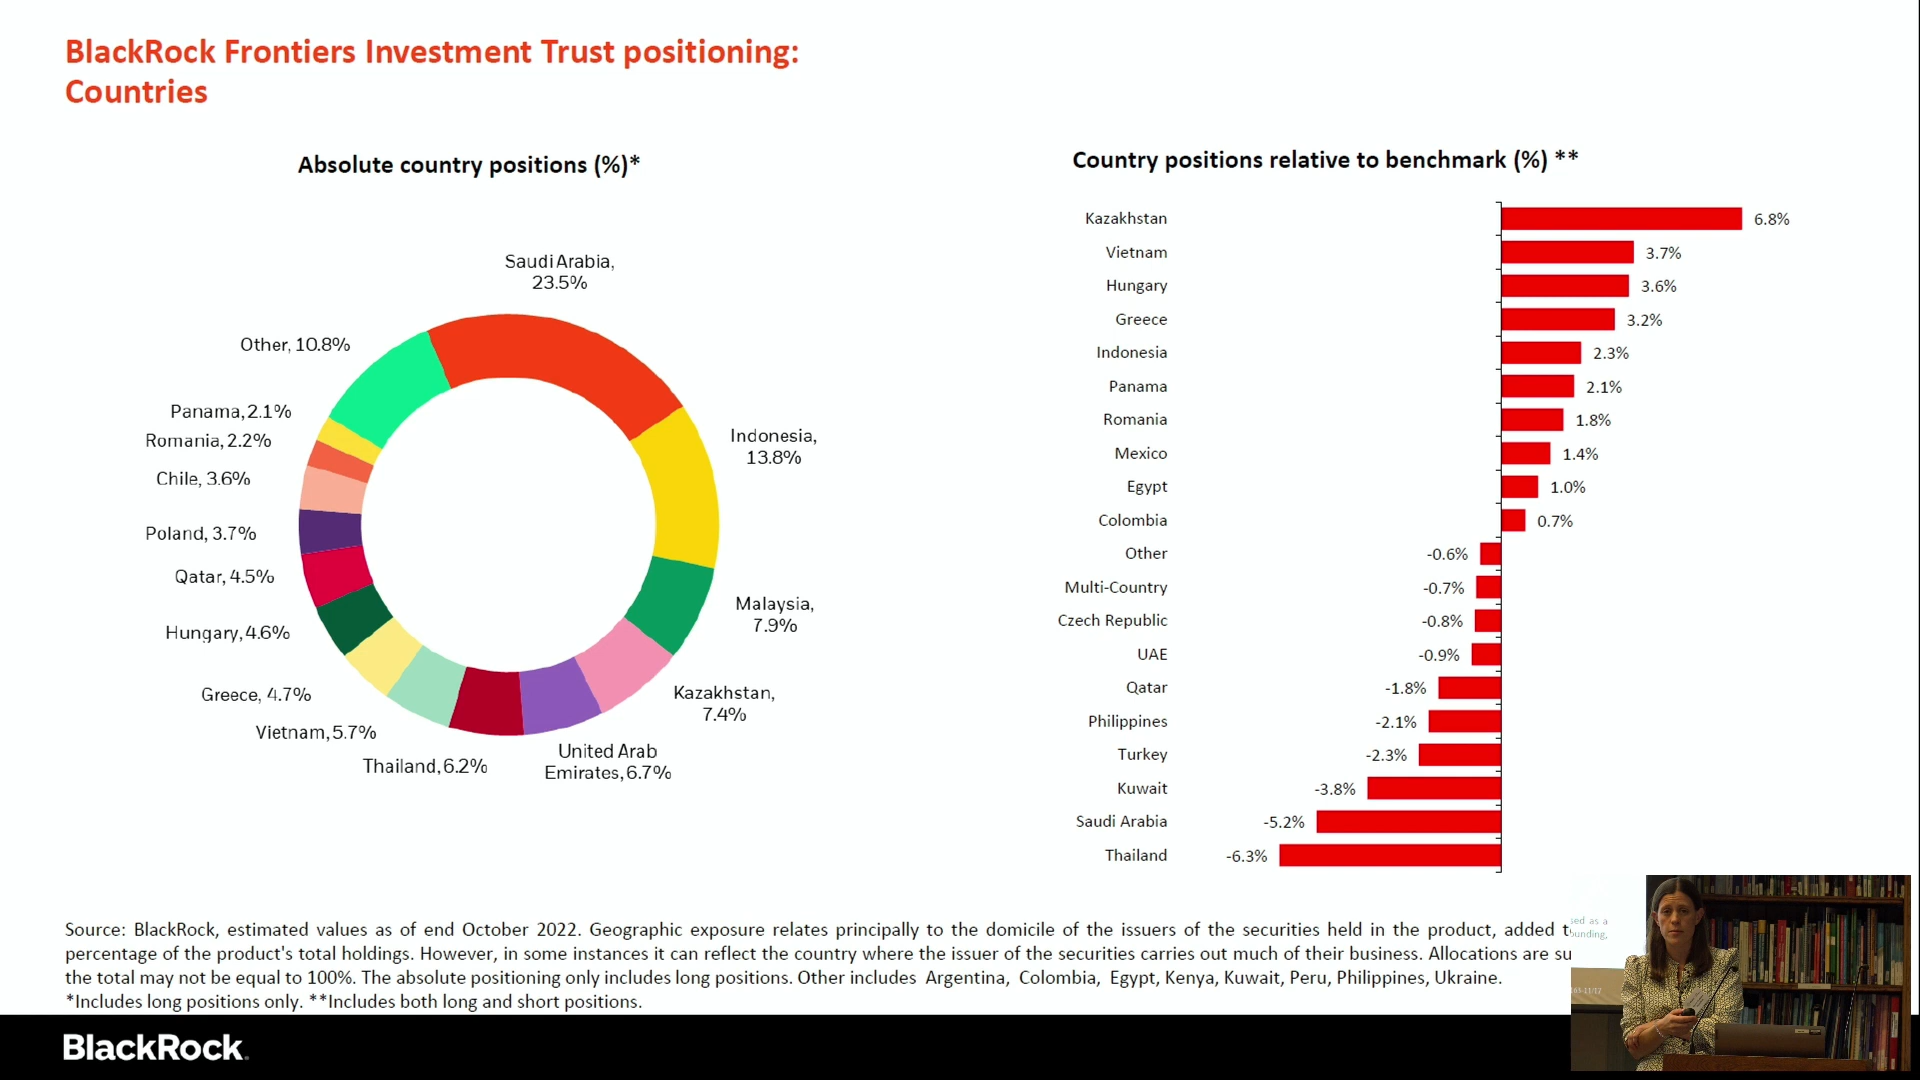 BlackRock Frontiers Investment Trust positioning:
Countries
Absolute country positions (%)*
Saudi Arabia,
23.5%
Indonesia,
13.8%
Malaysia,
7.9%
Kazakhstan,
7.4%
United Arab
Emirates, 6.7%
Thailand, 6.2%
Vietnam, 5.7%
Greece, 4.7%
Hungary, 4.6%
Qatar, 4.5%
Poland, 3.7%
Chile, 3.6%
Romania, 2.2%
Panama, 2.1%
Other, 10.8%
Country positions relative to benchmark (%) **
Kazakhstan 6.8%
Vietnam 3.7%
Hungary 3.6%
Greece 3.2%
Indonesia 2.3%
Panama 2.1%
Romania 1.8%
Mexico 1.4%
Egypt 1.0%
Colombia 0.7%
Other -0.6%
Multi-Country -0.7%
Czech Republic -0.8%
UAE -0.9%
Qatar -1.8%
Philippines -2.1%
Turkey -2.3%
Kuwait -3.8%
Saudi Arabia -5.2%
Thailand -6.3%
Source: BlackRock, estimated values as of end October 2022. Geographic exposure relates principally to the domicile of the issuers of the securities held in the product, added
percentage of the product's total holdings. However, in some instances it can reflect the country where the issuer of the securities carries out much of their business. Allocations are
the total may not be equal to 100%. The absolute positioning only includes long positions. Other includes Argentina, Colombia, Egypt, Kenya, Kuwait, Peru, Philippines, Ukraine.
*Includes long positions only. **Includes both long and short positions.
BlackRock.